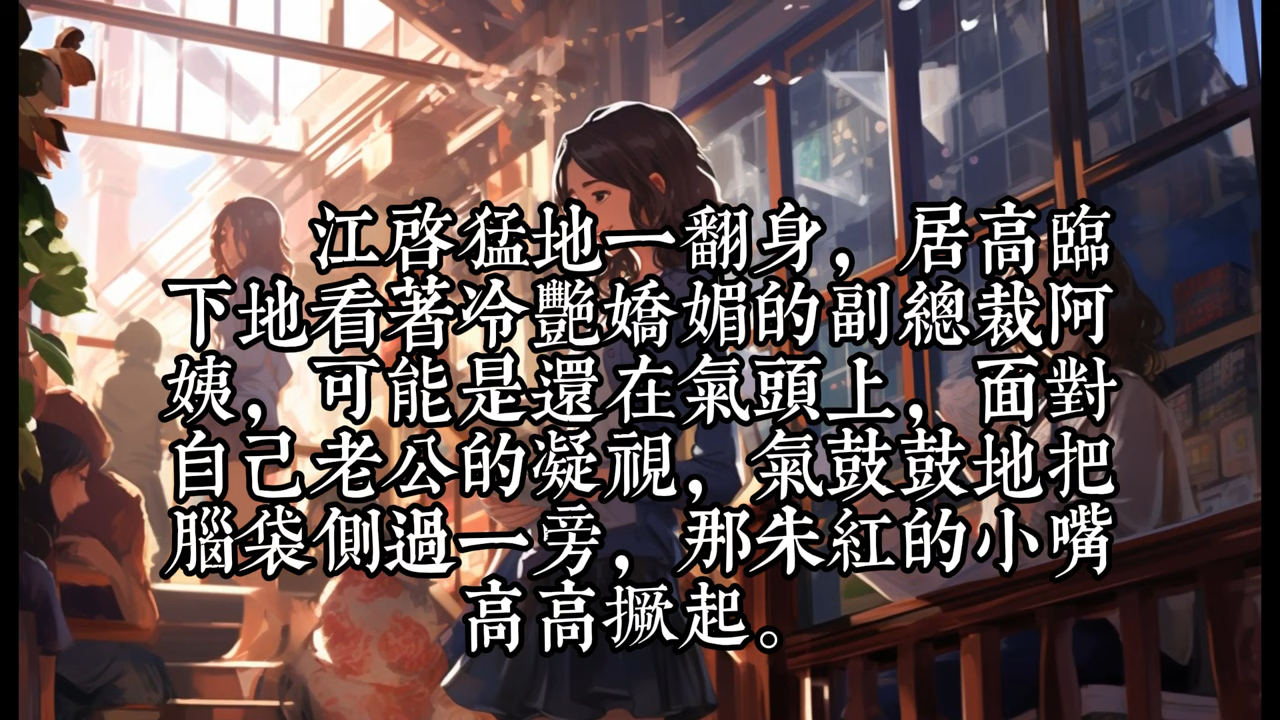 江啓猛地一翻身，居高臨
下地看著冷艷嬌媚的副總裁阿
姨，可能是還在氣頭上，面對
自己老公的凝視，氣鼓鼓地把
腦袋側過一旁，那朱紅的小嘴
高高撅起。